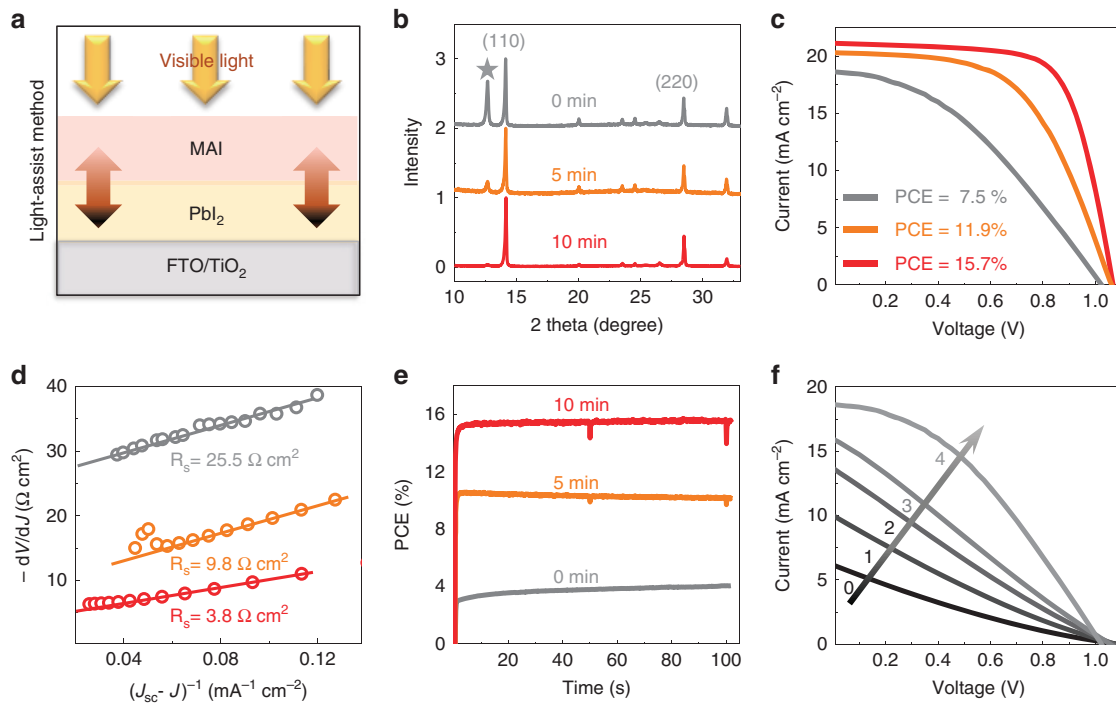 a
Light-assist method
Visible light
MAI
PbI₂
FTO/TiO₂
b
Intensity
3
2
1
0
(110)
(220)
0 min
5 min
10 min
10 15 20 25 30
2 theta (degree)
c
Current (mA cm⁻²)
20
15
10
5
0
PCE = 7.5 %
PCE = 11.9%
PCE = 15.7%
0.2 0.4 0.6 0.8 1.0
Voltage (V)
d
– dV/dJ (Ω cm²)
40
30
20
10
Rₛ= 25.5 Ω cm²
Rₛ= 9.8 Ω cm²
Rₛ= 3.8 Ω cm²
0.04 0.08 0.12
(Jsc- J)⁻¹ (mA⁻¹ cm⁻²)
e
PCE (%)
16
12
8
4
0
10 min
5 min
0 min
20 40 60 80 100
Time (s)
f
Current (mA cm⁻²)
20
15
10
5
0
4
3
2
1
0
0.2 0.4 0.6 0.8 1.0
Voltage (V)